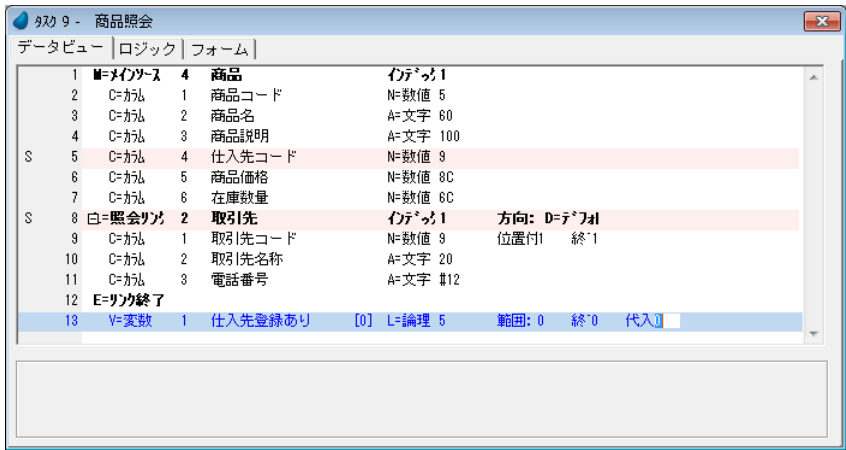 タスク 9 - 商品照会
データビュー ロジック フォーム
1 M=メインソース 4 商品 インデックス 1
2 C=カラム 1 商品コード N=数値 5
3 C=カラム 2 商品名 A=文字 60
4 C=カラム 3 商品説明 A=文字 100
S 5 C=カラム 4 仕入先コード N=数値 9
6 C=カラム 5 商品価格 N=数値 8C
7 C=カラム 6 在庫数量 N=数値 6C
S 8 =照会リンク 2 取引先 インデックス 1 方向: D=デフォル
9 C=カラム 1 取引先コード N=数値 9 位置付 1 終 1
10 C=カラム 2 取引先名称 A=文字 20
11 C=カラム 3 電話番号 A=文字 #12
12 E=リンク終了
13 V=変数 1 仕入先登録あり [0] L=論理 5 範囲: 0 終 0 代入